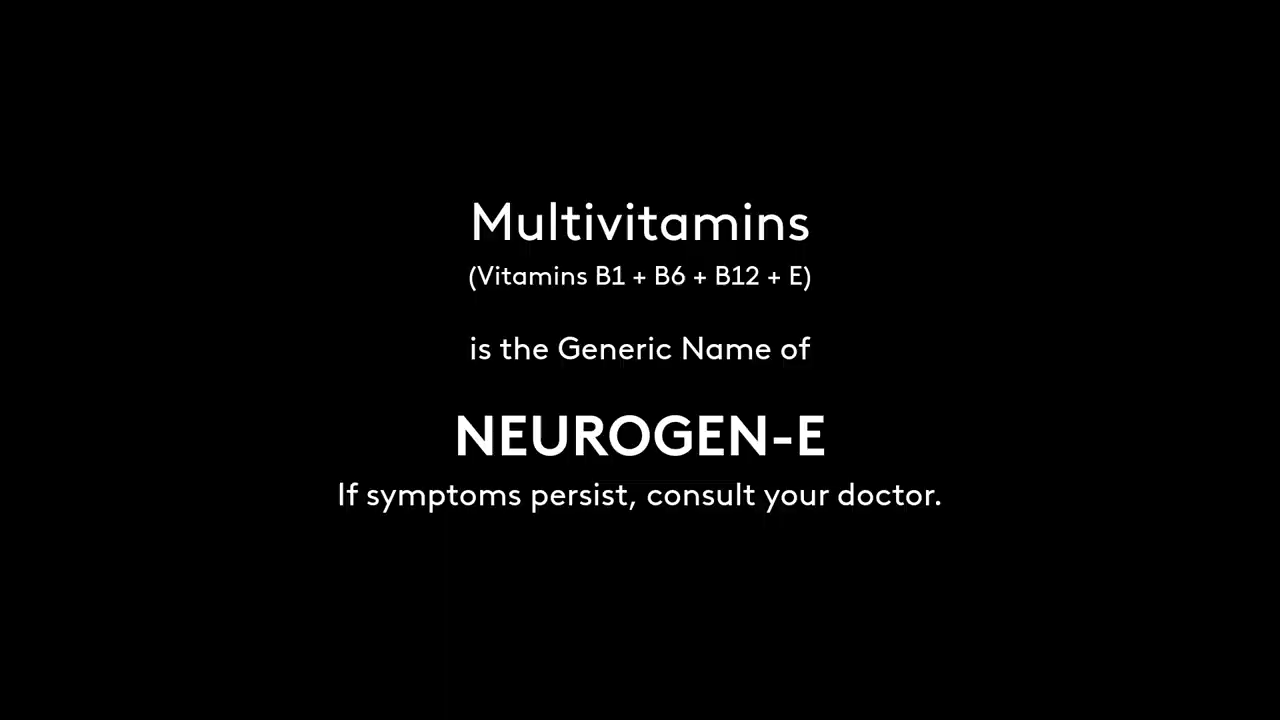 Multivitamins
(Vitamins B1 + B6 + B12 + E)
is the Generic Name of
NEUROGEN-E
If symptoms persist, consult your doctor.